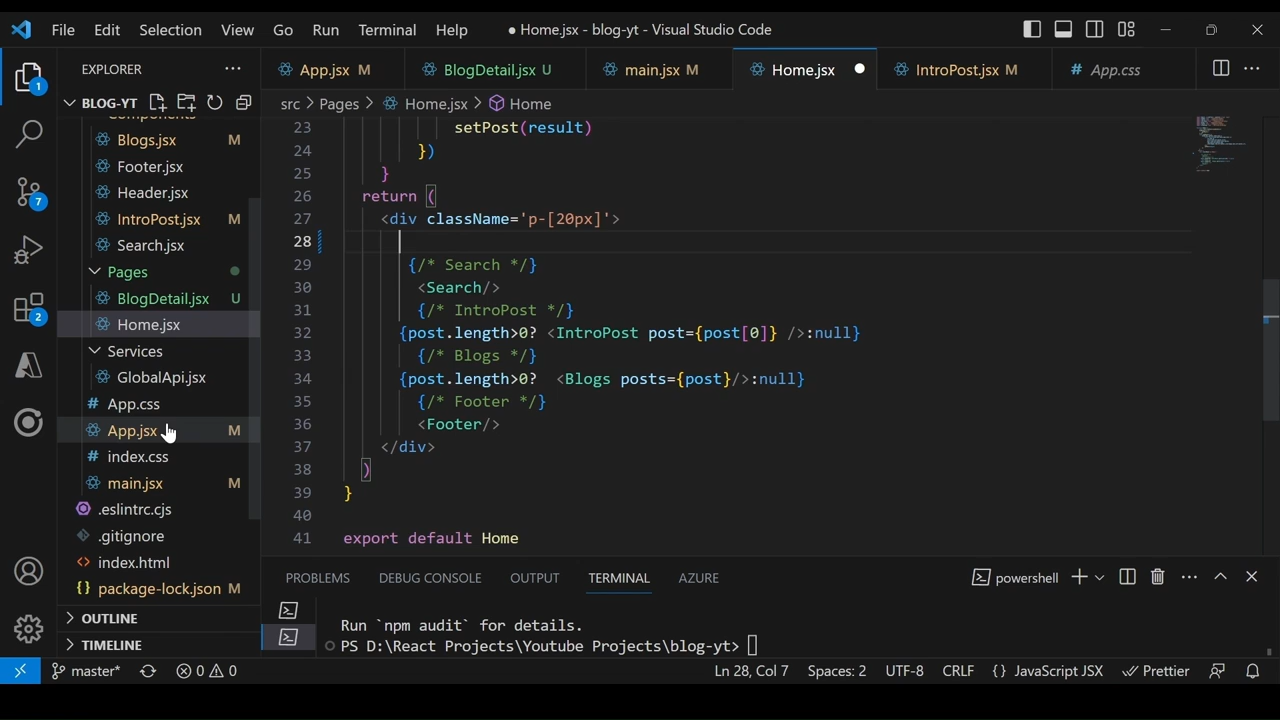 File Edit Selection View Go Run Terminal Help ● Home.jsx - blog-yt - Visual Studio Code
EXPLORER
App.jsx M BlogDetail.jsx U main.jsx M Home.jsx IntroPost.jsx M App.css
BLOG-YT
src > Pages > Home.jsx > Home
Components
Blogs.jsx M
Footer.jsx
Header.jsx
IntroPost.jsx M
Search.jsx
Pages
BlogDetail.jsx U
Home.jsx
Services
GlobalApi.jsx
App.css
App.jsx M
index.css
main.jsx M
.eslintrc.cjs
.gitignore
index.html
package-lock.json M
OUTLINE
TIMELINE
1
7
2
23 setPost(result)
24 })
25 }
26 return (
27 <div className='p-[20px]'>
28
29 {/* Search */}
30 <Search/>
31 {/* IntroPost */}
32 {post.length>0? <IntroPost post={post[0]} />:null}
33 {/* Blogs */}
34 {post.length>0? <Blogs posts={post}/>:null}
35 {/* Footer */}
36 <Footer/>
37 </div>
38 )
39 }
40
41 export default Home
PROBLEMS DEBUG CONSOLE OUTPUT TERMINAL AZURE powershell
Run `npm audit` for details.
PS D:\React Projects\Youtube Projects\blog-yt>
master* 0 0 Ln 28, Col 7 Spaces: 2 UTF-8 CRLF {} JavaScript JSX Prettier